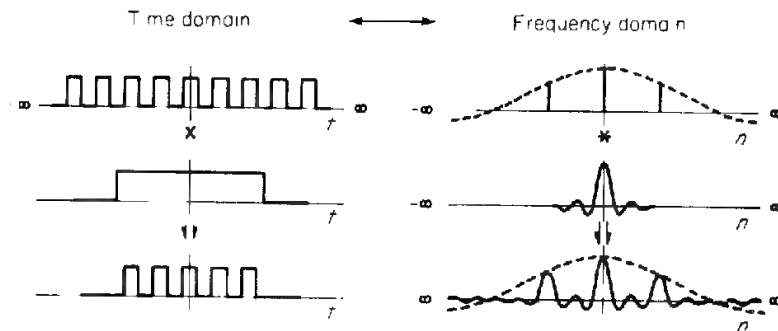 Time domain
Frequency domain
∞ t ∞
-∞ n ∞
x
*
t
-∞ n ∞
t
∞ n ∞